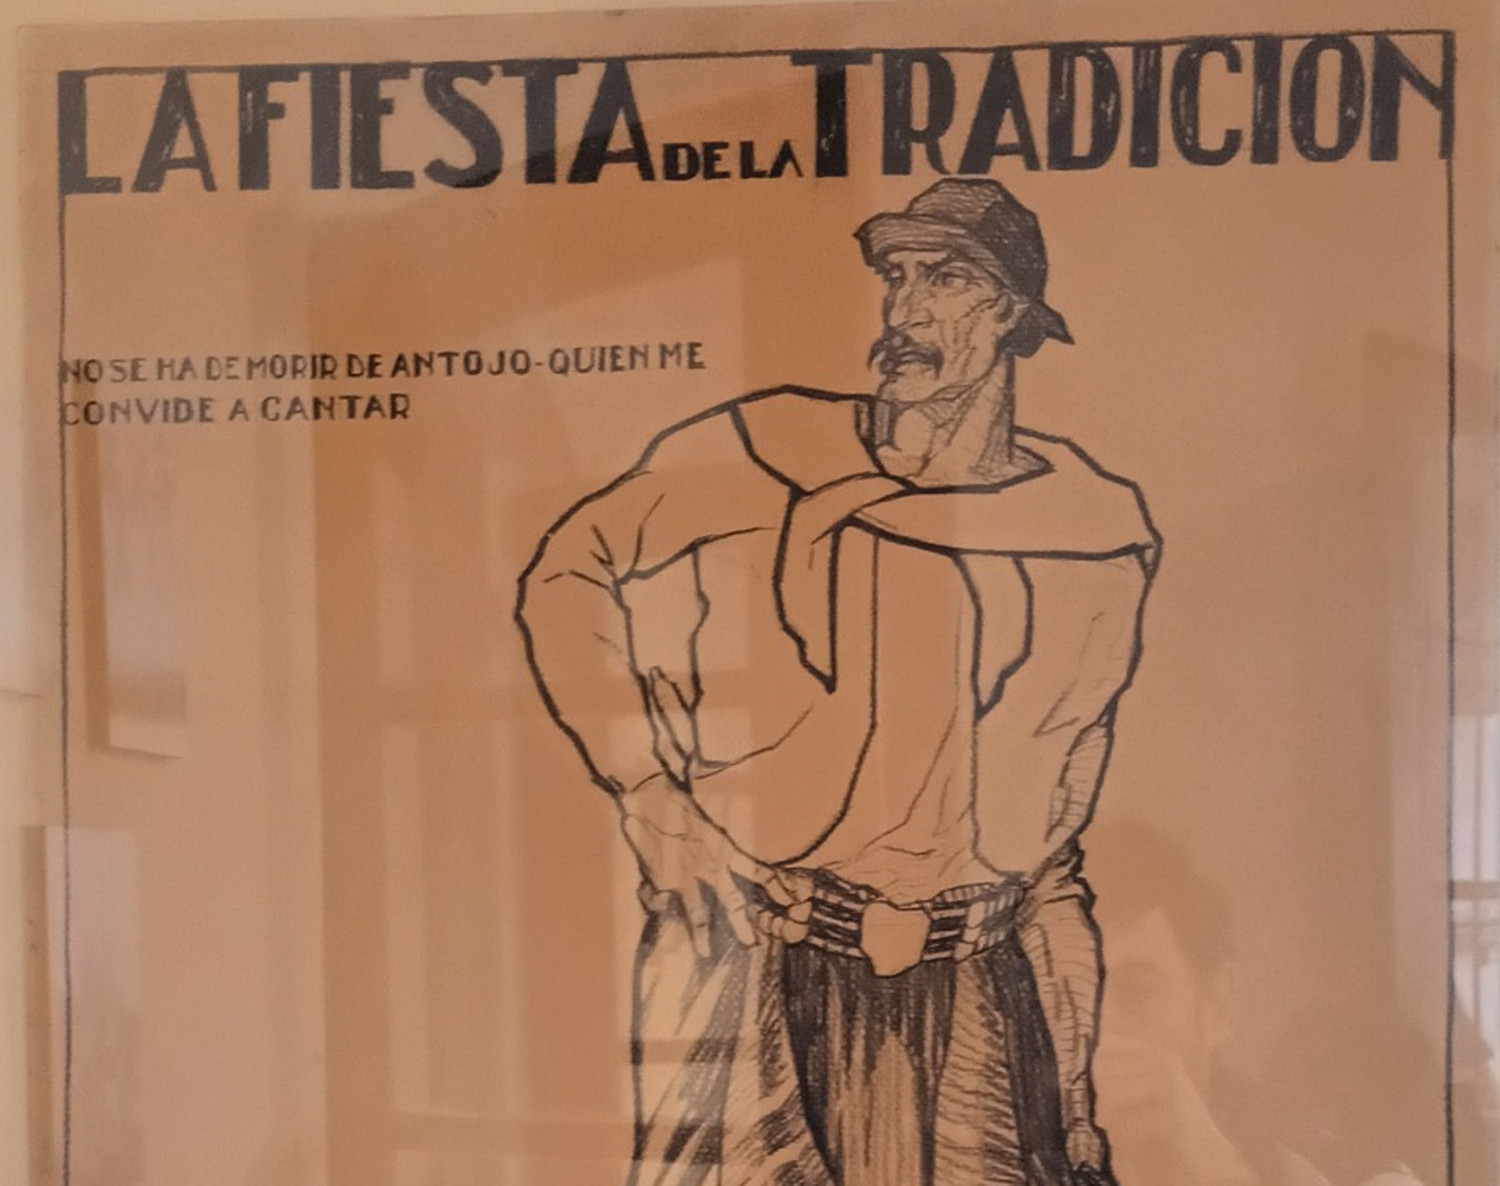 LA FIESTA DE LA TRADICION
NO SE HA DE MORIR DE ANTOJO-QUIEN ME
CONVIDE A CANTAR